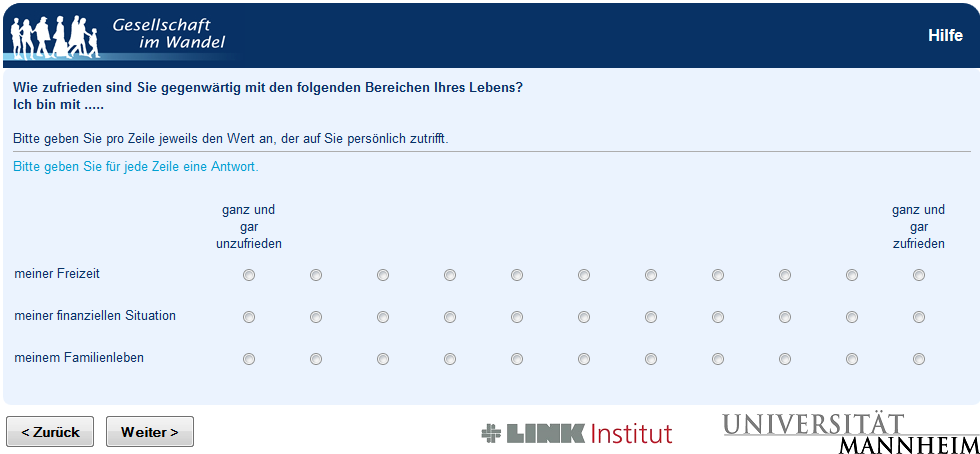 Gesellschaft
im Wandel
Hilfe
Wie zufrieden sind Sie gegenwärtig mit den folgenden Bereichen Ihres Lebens?
Ich bin mit .....
Bitte geben Sie pro Zeile jeweils den Wert an, der auf Sie persönlich zutrifft.
Bitte geben Sie für jede Zeile eine Antwort.
ganz und
gar
unzufrieden
ganz und
gar
zufrieden
meiner Freizeit
meiner finanziellen Situation
meinem Familienleben
< Zurück
Weiter >
LINK Institut
UNIVERSITÄT
MANNHEIM